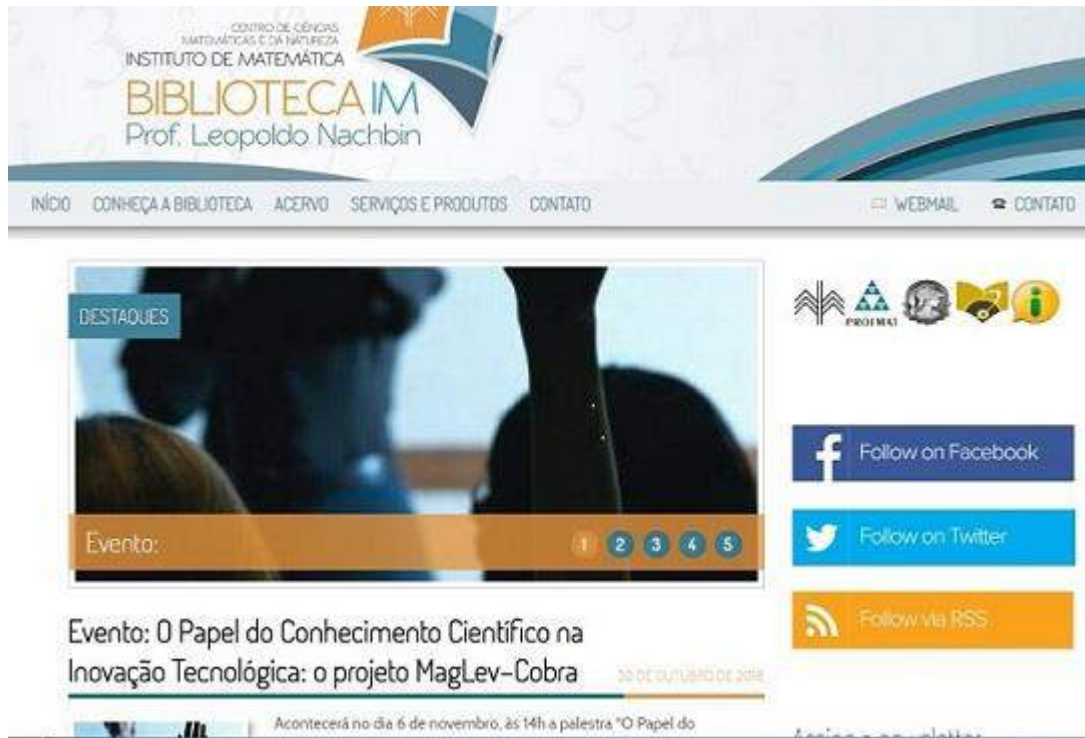 CENTRO DE CIÊNCIAS
MATEMÁTICAS E DA NATUREZA
INSTITUTO DE MATEMÁTICA
BIBLIOTECA IM
Prof. Leopoldo Nachbin
INÍCIO CONHEÇA A BIBLIOTECA ACERVO SERVIÇOS E PRODUTOS CONTATO WEBMAIL CONTATO
DESTAQUES
PROFMAT
Evento: 1 2 3 4 5
Follow on Facebook
Follow on Twitter
Follow via RSS
Evento: O Papel do Conhecimento Científico na
Inovação Tecnológica: o projeto MagLev-Cobra
30 DE OUTUBRO DE 2018
Acontecerá no dia 6 de novembro, às 14h a palestra "O Papel do